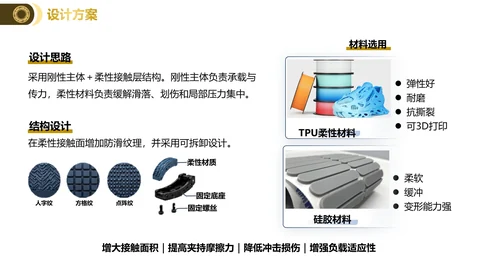 设计方案
设计思路
采用刚性主体＋柔性接触层结构。刚性主体负责承载与
传力，柔性材料负责缓解滑落、划伤和局部压力集中。
结构设计
在柔性接触面增加防滑纹理，并采用可拆卸设计。
人字纹
方格纹
点阵纹
柔性材质
固定底座
固定螺丝
材料选用
TPU柔性材料
● 弹性好
● 耐磨
● 抗撕裂
● 可3D打印
硅胶材料
● 柔软
● 缓冲
● 变形能力强
增大接触面积 | 提高夹持摩擦力 | 降低冲击损伤 | 增强负载适应性